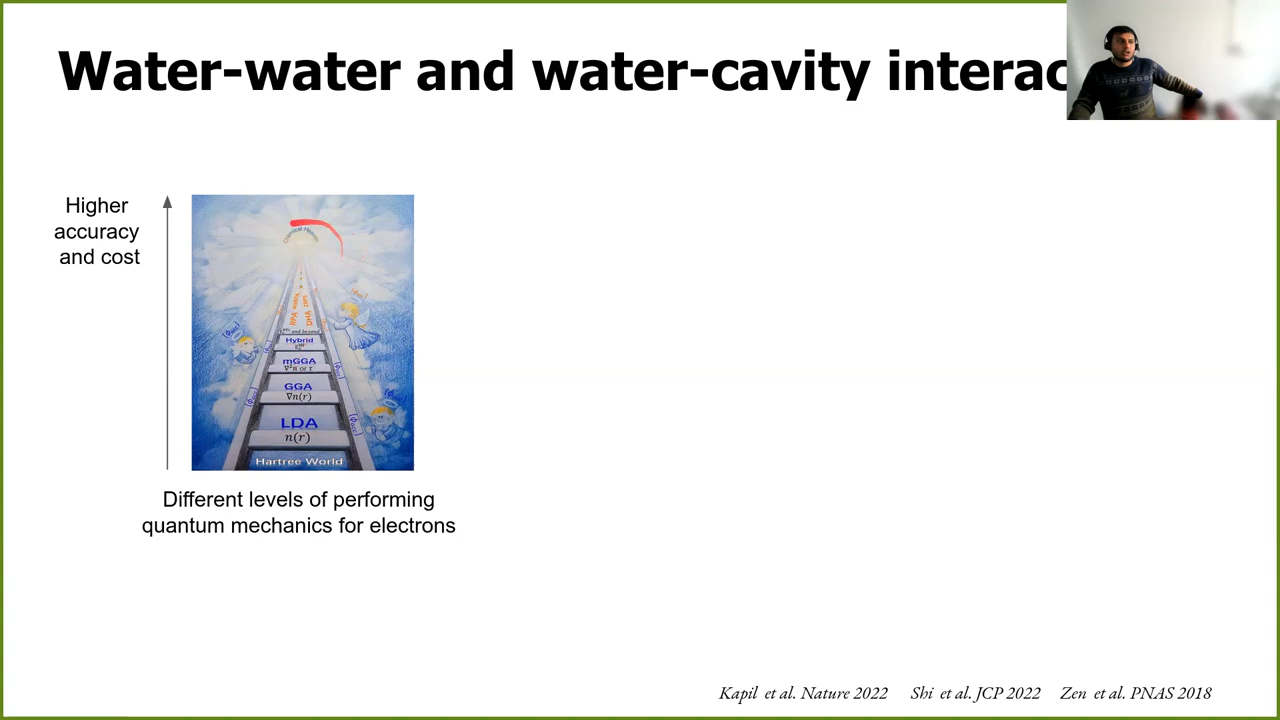 Water-water and water-cavity interac
Higher
accuracy
and cost
Chemical Heaven
Hybrid
mGGA
∇²n or τ
GGA
∇n(r)
LDA
n(r)
Hartree World
Different levels of performing
quantum mechanics for electrons
Kapil et al. Nature 2022 Shi et al. JCP 2022 Zen et al. PNAS 2018